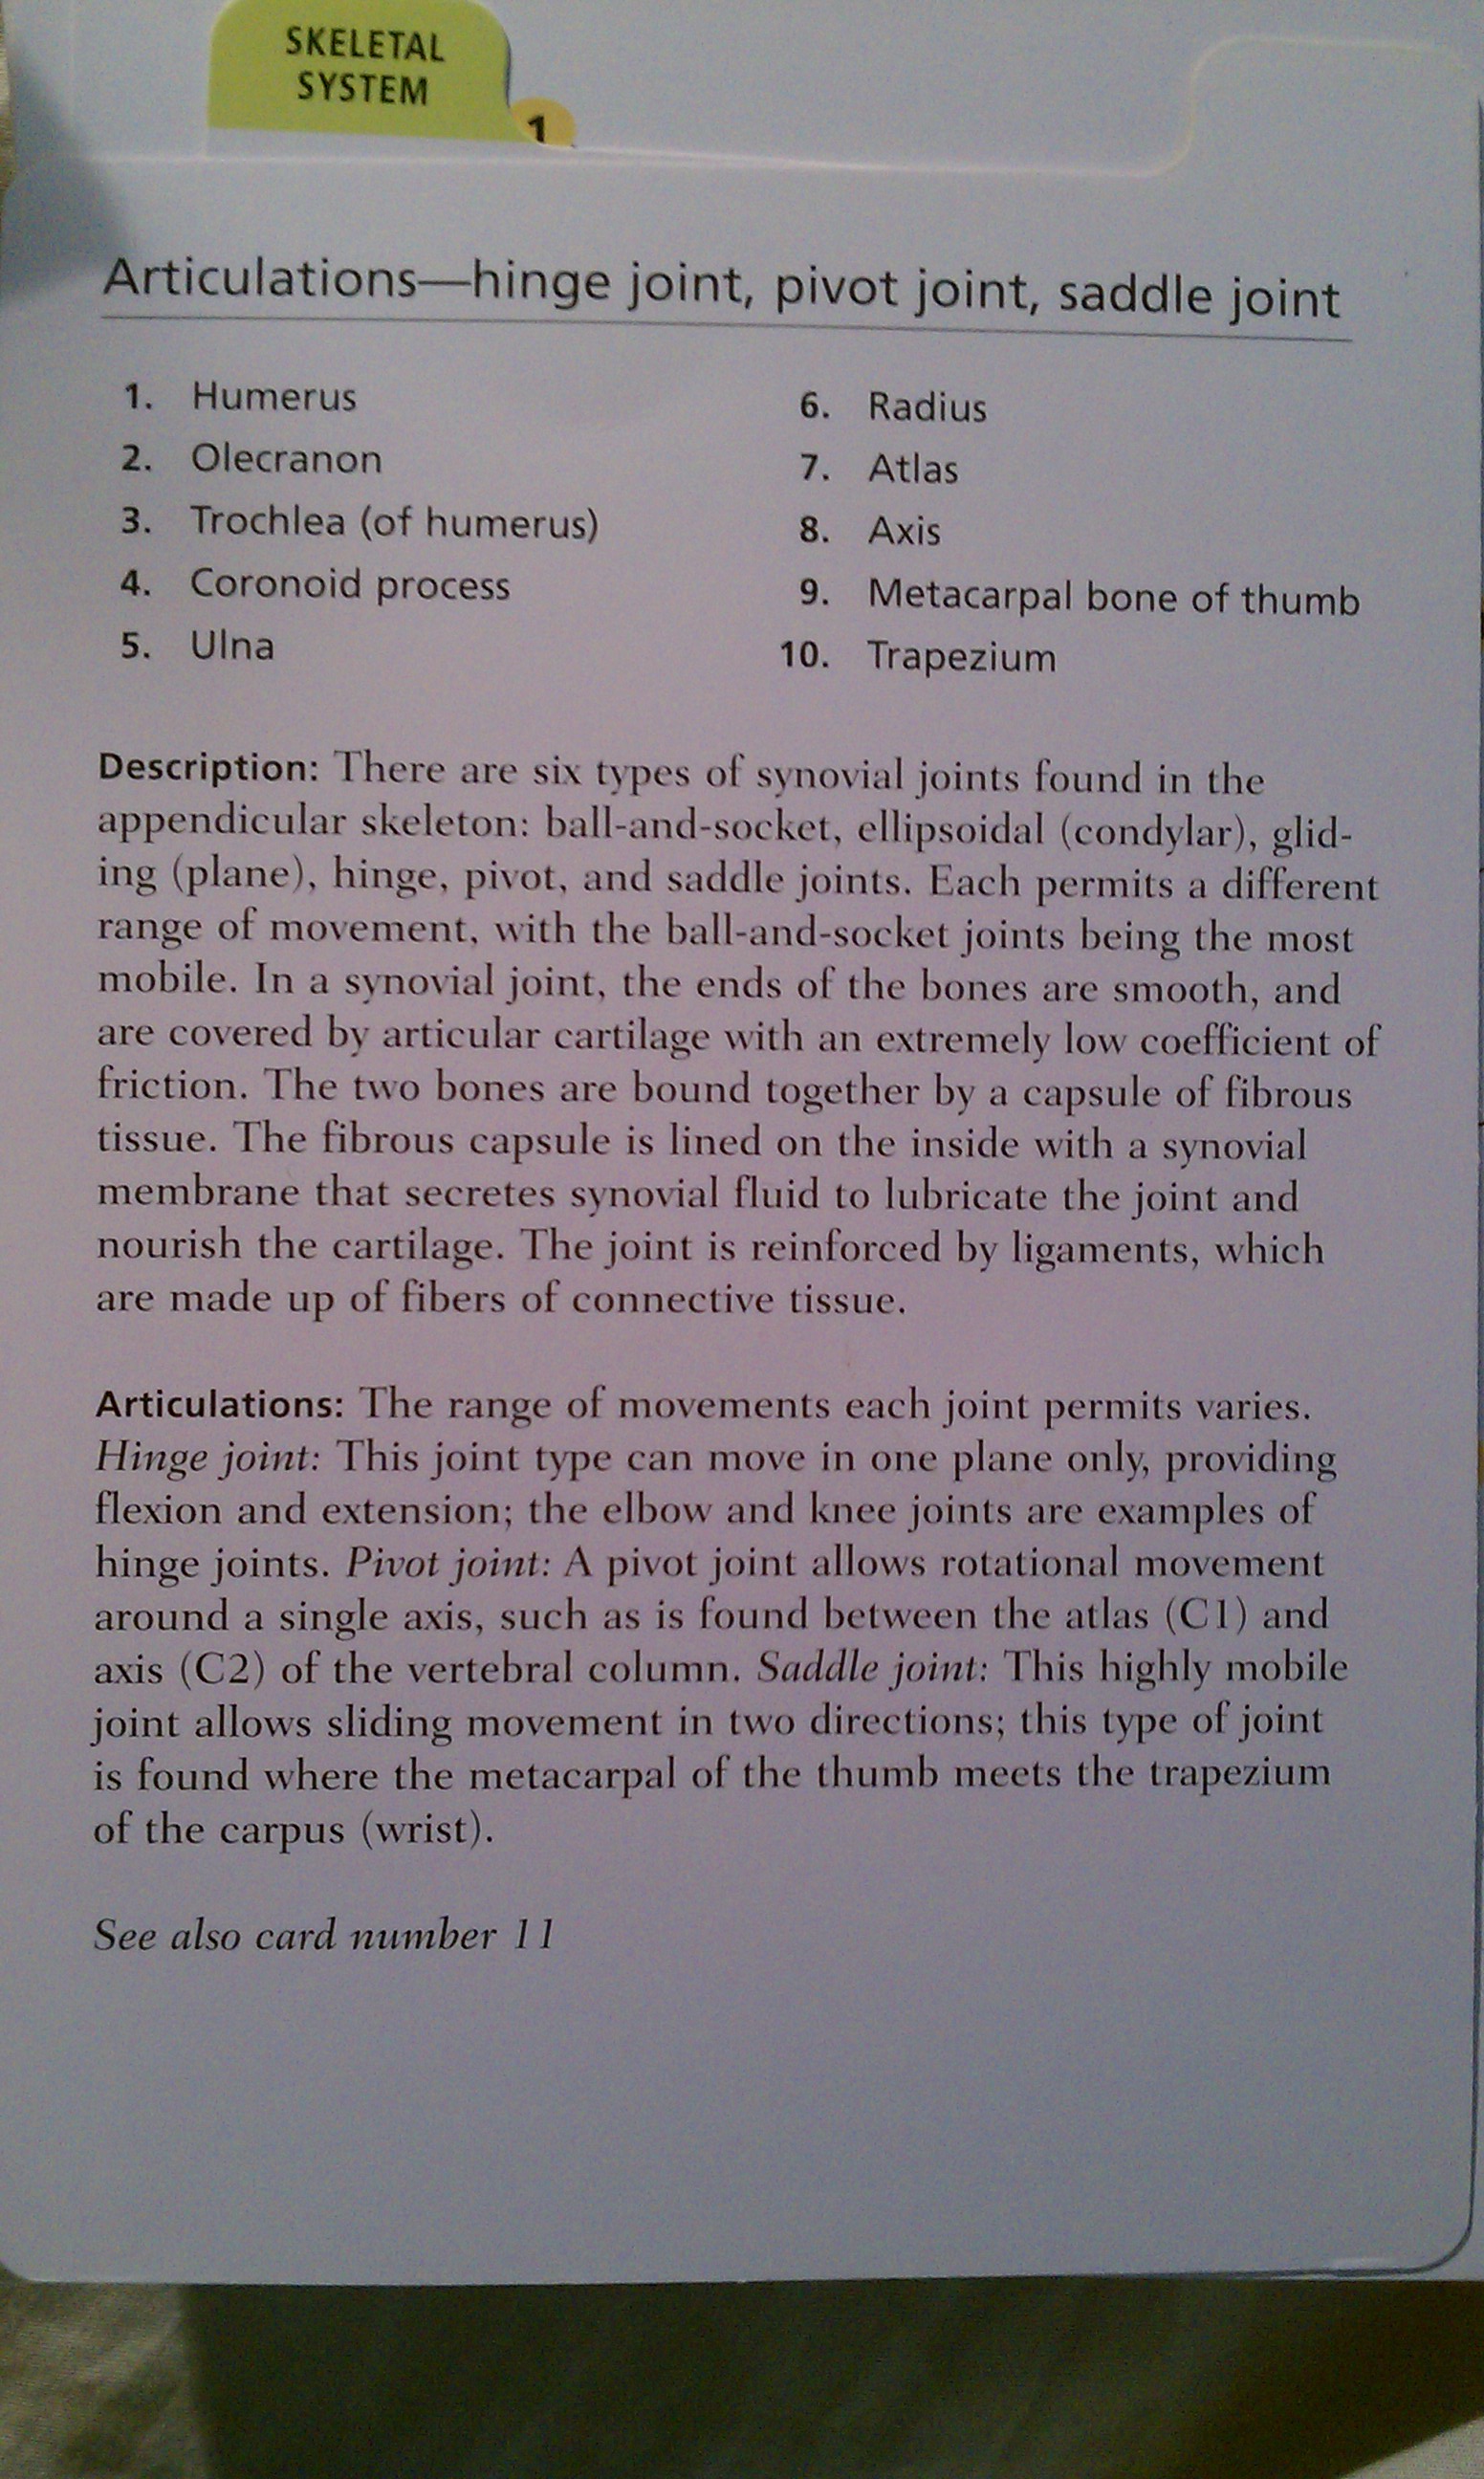 SKELETAL
SYSTEM
1
Articulations—hinge joint, pivot joint, saddle joint
1. Humerus
2. Olecranon
3. Trochlea (of humerus)
4. Coronoid process
5. Ulna
6. Radius
7. Atlas
8. Axis
9. Metacarpal bone of thumb
10. Trapezium
Description: There are six types of synovial joints found in the
appendicular skeleton: ball-and-socket, ellipsoidal (condylar), glid-
ing (plane), hinge, pivot, and saddle joints. Each permits a different
range of movement, with the ball-and-socket joints being the most
mobile. In a synovial joint, the ends of the bones are smooth, and
are covered by articular cartilage with an extremely low coefficient of
friction. The two bones are bound together by a capsule of fibrous
tissue. The fibrous capsule is lined on the inside with a synovial
membrane that secretes synovial fluid to lubricate the joint and
nourish the cartilage. The joint is reinforced by ligaments, which
are made up of fibers of connective tissue.
Articulations: The range of movements each joint permits varies.
Hinge joint: This joint type can move in one plane only, providing
flexion and extension; the elbow and knee joints are examples of
hinge joints. Pivot joint: A pivot joint allows rotational movement
around a single axis, such as is found between the atlas (C1) and
axis (C2) of the vertebral column. Saddle joint: This highly mobile
joint allows sliding movement in two directions; this type of joint
is found where the metacarpal of the thumb meets the trapezium
of the carpus (wrist).
See also card number 11